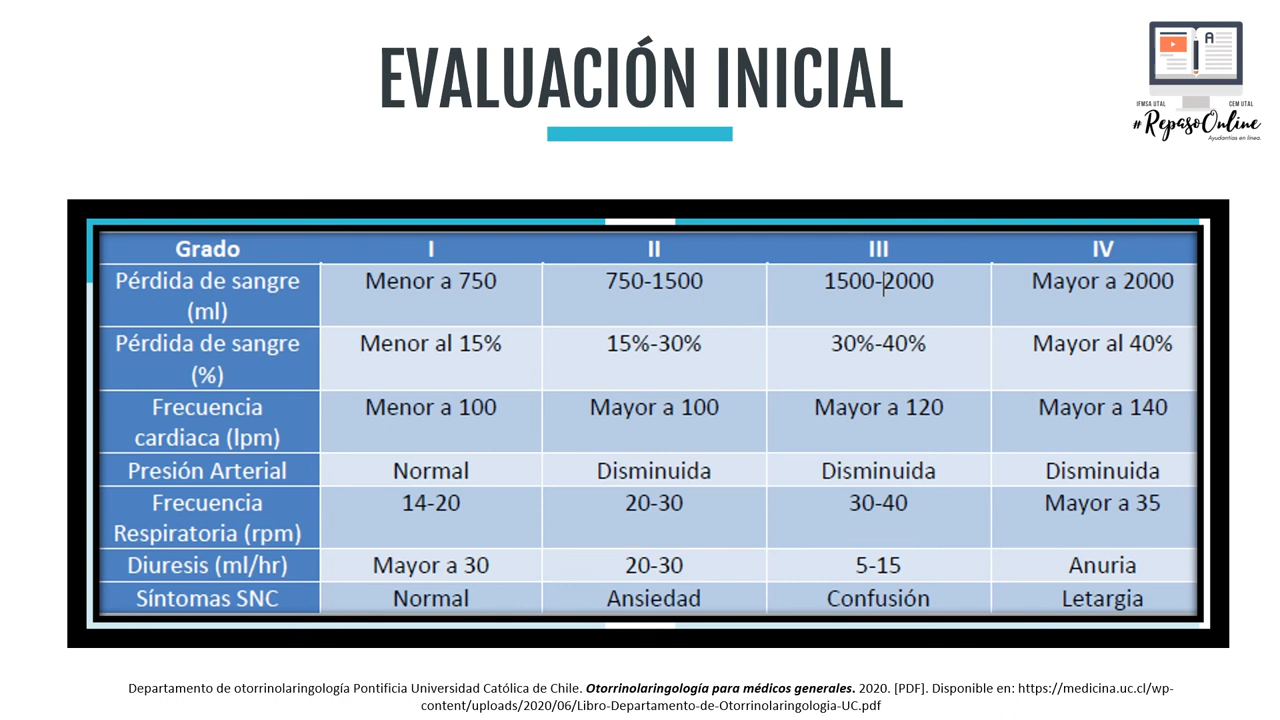 EVALUACIÓN INICIAL
A
IFMSA UTAL CEM UTAL
#RepasoOnline
Ayudantías en línea.
Grado I II III IV
Pérdida de sangre Menor a 750 750-1500 1500-2000 Mayor a 2000
(ml)
Pérdida de sangre Menor al 15% 15%-30% 30%-40% Mayor al 40%
(%)
Frecuencia Menor a 100 Mayor a 100 Mayor a 120 Mayor a 140
cardiaca (lpm)
Presión Arterial Normal Disminuida Disminuida Disminuida
Frecuencia 14-20 20-30 30-40 Mayor a 35
Respiratoria (rpm)
Diuresis (ml/hr) Mayor a 30 20-30 5-15 Anuria
Síntomas SNC Normal Ansiedad Confusión Letargia
Departamento de otorrinolaringología Pontificia Universidad Católica de Chile. Otorrinolaringología para médicos generales. 2020. [PDF]. Disponible en: https://medicina.uc.cl/wp-
content/uploads/2020/06/Libro-Departamento-de-Otorrinolaringologia-UC.pdf